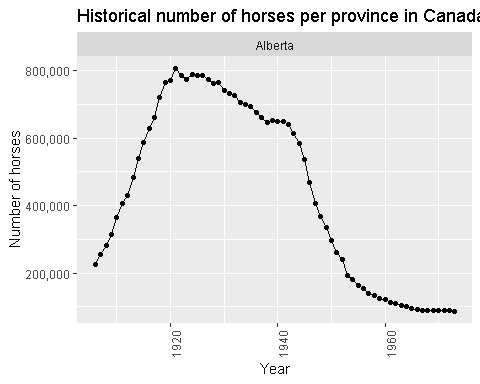 Historical number of horses per province in Canada
Alberta
800,000
600,000
400,000
200,000
Number of horses
1920
1940
1960
Year